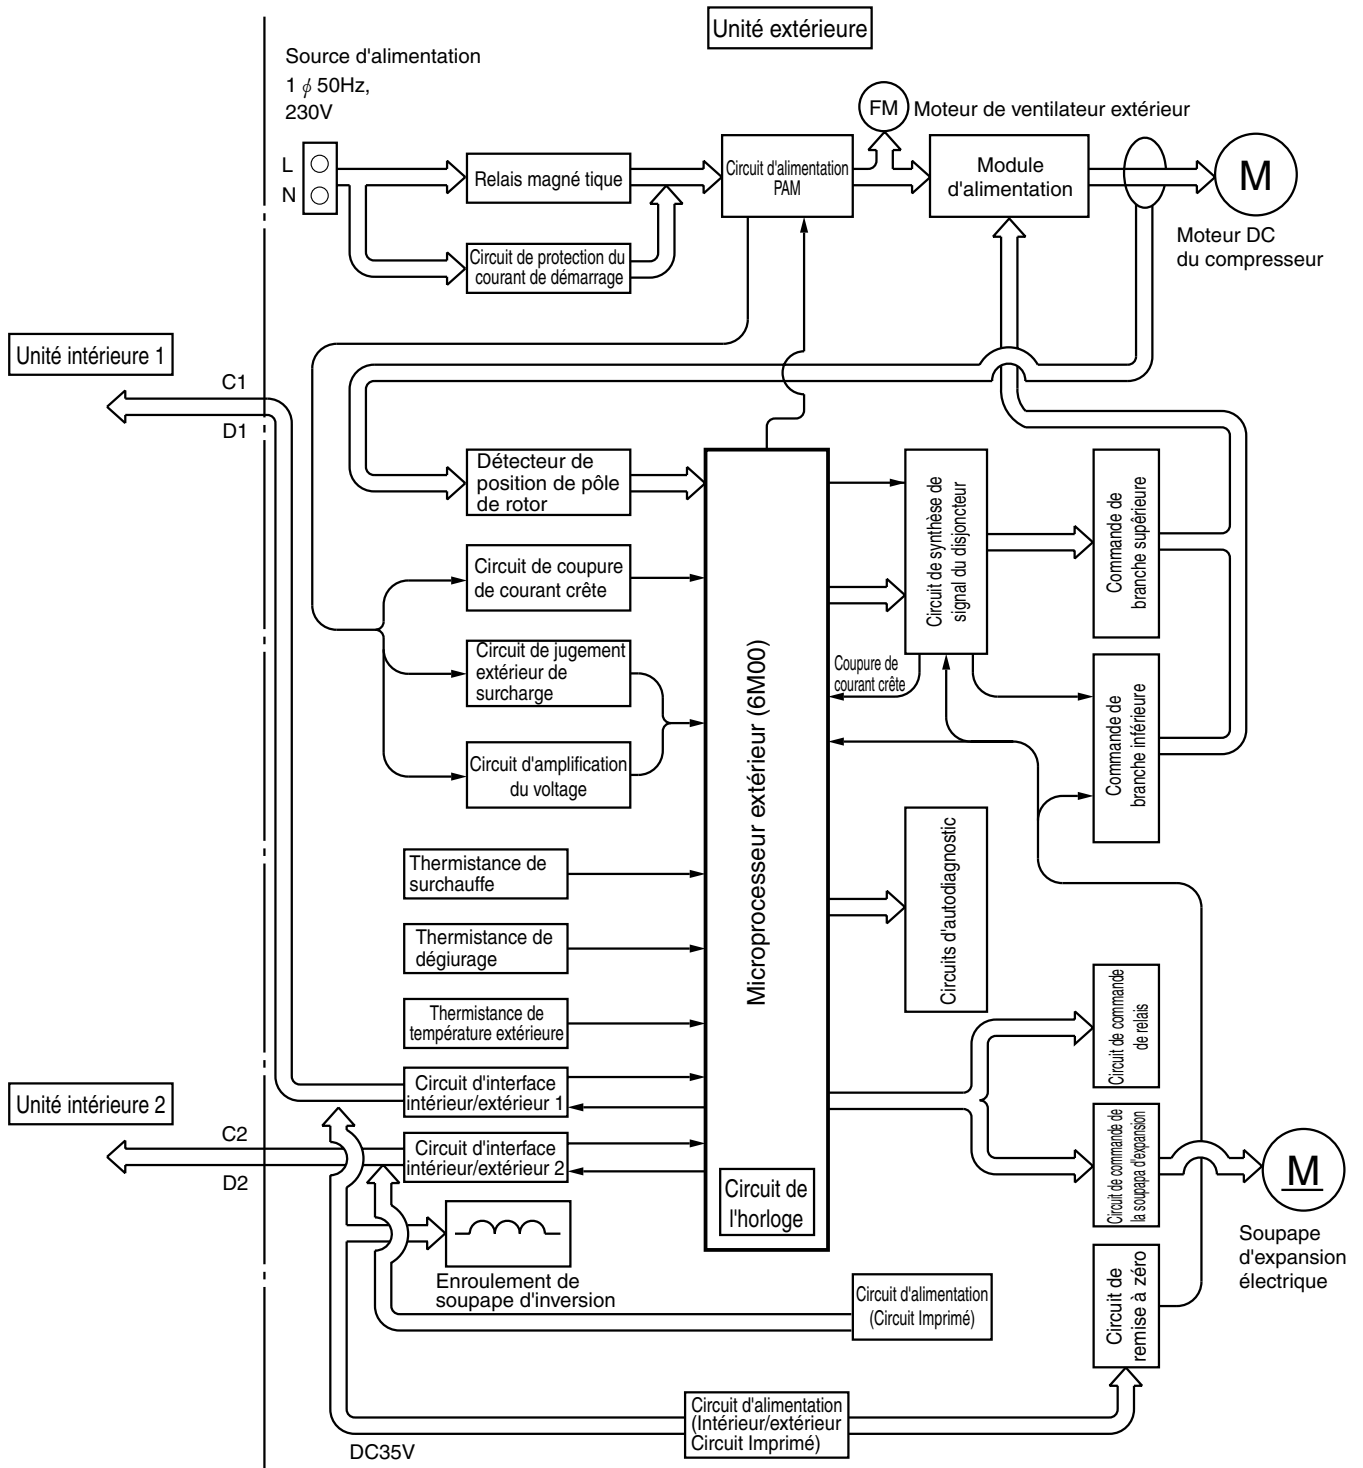 Unité extérieure
Source d'alimentation
1 ϕ 50Hz,
230V
FM
Moteur de ventilateur extérieur
L
N
Relais magné tique
Circuit d'alimentation
PAM
Module
d'alimentation
M
Moteur DC
du compresseur
Circuit de protection du
courant de démarrage
Unité intérieure 1
C1
D1
Détecteur de
position de pôle
de rotor
Circuit de coupure
de courant crête
Circuit de jugement
extérieur de
surcharge
Circuit d'amplification
du voltage
Microprocesseur extérieur (6M00)
Circuit de synthèse de
signal du disjoncteur
Commande de
branche supêrieure
Coupure de
courant crête
Commande de
branche inférieure
Thermistance de
surchauffe
Thermistance de
dégiurage
Thermistance de
température extérieure
Circuits d'autodiagnostic
Circuit de commande
de relais
Unité intérieure 2
C2
D2
Circuit d'interface
intérieur/extérieur 1
Circuit d'interface
intérieur/extérieur 2
Circuit de
l'horloge
Circuit de commande de
la soupapa d'expansion
M
Soupape
d'expansion
électrique
Enroulement de
soupape d'inversion
Circuit d'alimentation
(Circuit Imprimé)
Circuit de
remise à zéro
Circuit d'alimentation
(Intérieur/extérieur
Circuit Imprimé)
DC35V